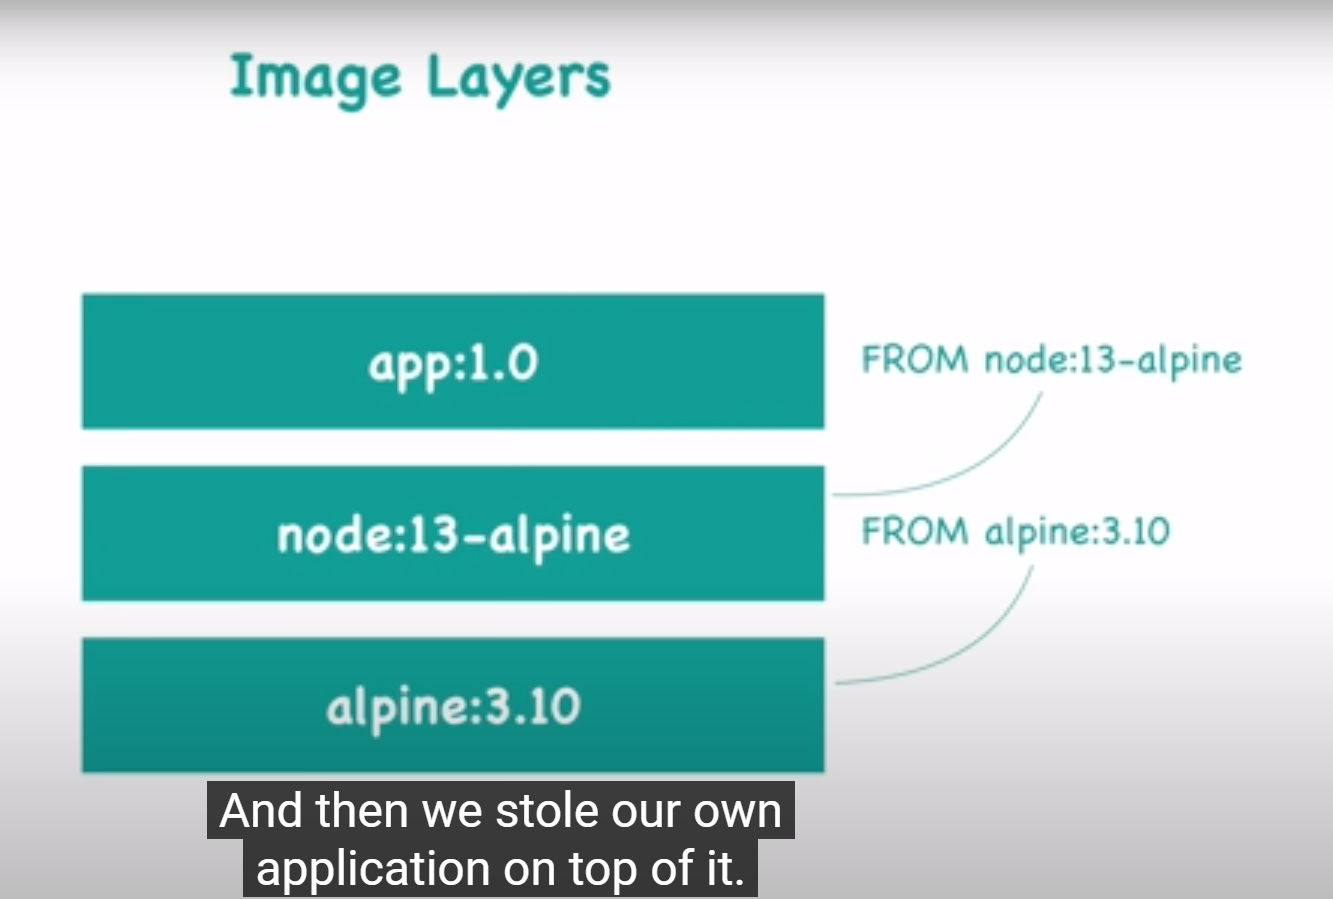 Image Layers
app:1.0
FROM node:13-alpine
node:13-alpine
FROM alpine:3.10
alpine:3.10
And then we stole our own
application on top of it.